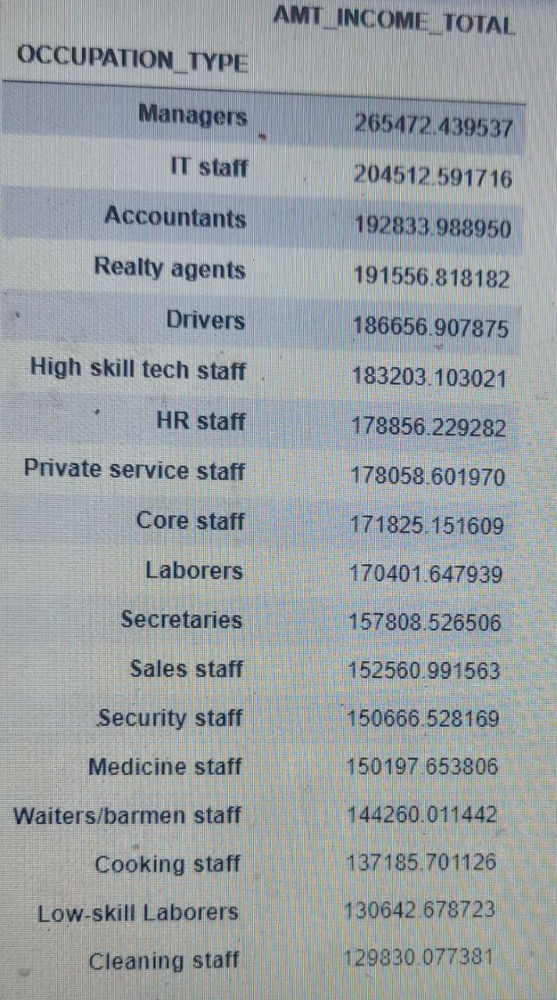 AMT_INCOME_TOTAL
OCCUPATION_TYPE
Managers 265472.439537
IT staff 204512.591716
Accountants 192833.988950
Realty agents 191556.818182
Drivers 186656.907875
High skill tech staff 183203.103021
HR staff 178856.229282
Private service staff 178058.601970
Core staff 171825.151609
Laborers 170401.647939
Secretaries 157808.526506
Sales staff 152560.991563
Security staff 150666.528169
Medicine staff 150197.653806
Waiters/barmen staff 144260.011442
Cooking staff 137185.701126
Low-skill Laborers 130642.678723
Cleaning staff 129830.077381